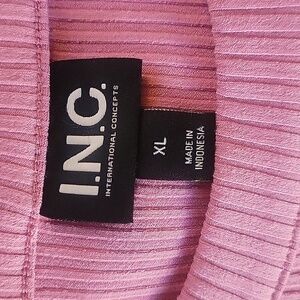 I.N.C.
INTERNATIONAL CONCEPTS
XL
MADE IN
INDONESIA